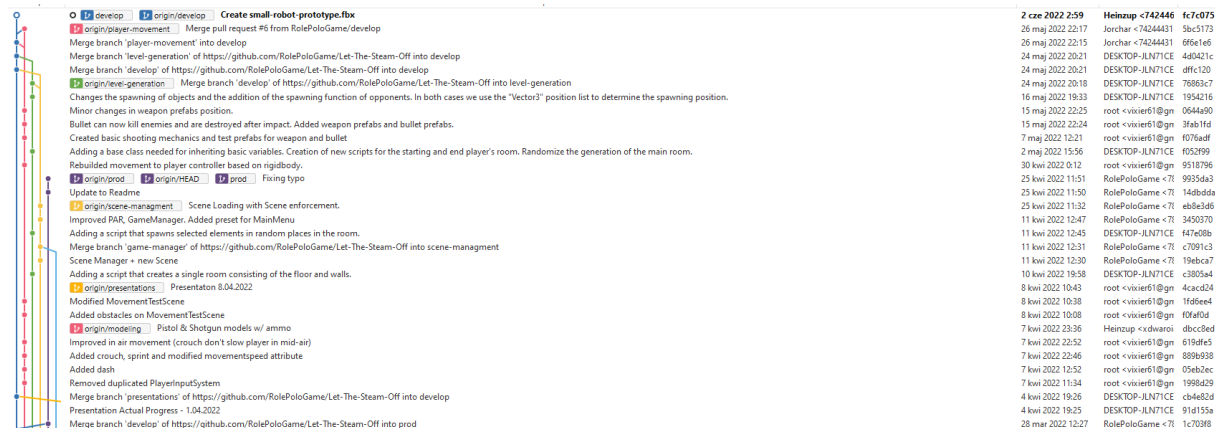 develop origin/develop Create small-robot-prototype.fbx 2 cze 2022 2:59 Heinzup <742446 fc7c075
origin/player-movement Merge pull request #6 from RolePoloGame/develop 26 maj 2022 22:17 Jorchar <74244431 5bc5173
Merge branch 'player-movement' into develop 26 maj 2022 22:15 Jorchar <74244431 6f6e1e6
Merge branch 'level-generation' of https://github.com/RolePoloGame/Let-The-Steam-Off into develop 24 maj 2022 20:21 DESKTOP-JLN71CE 4d0421c
Merge branch 'develop' of https://github.com/RolePoloGame/Let-The-Steam-Off into develop 24 maj 2022 20:21 DESKTOP-JLN71CE dffc120
origin/level-generation Merge branch 'develop' of https://github.com/RolePoloGame/Let-The-Steam-Off into level-generation 24 maj 2022 20:18 DESKTOP-JLN71CE 76863c7
Changes the spawning of objects and the addition of the spawning function of opponents. In both cases we use the "Vector3" position list to determine the spawning position. 16 maj 2022 19:33 DESKTOP-JLN71CE 1954216
Minor changes in weapon prefabs position. 15 maj 2022 22:25 root <vixier61@gn 0644a90
Bullet can now kill enemies and are destroyed after impact. Added weapon prefabs and bullet prefabs. 15 maj 2022 22:24 root <vixier61@gn 3fab1fd
Created basic shooting mechanics and test prefabs for weapon and bullet 7 maj 2022 12:21 root <vixier61@gn f076adf
Adding a base class needed for inheriting basic variables. Creation of new scripts for the starting and end player's room. Randomize the generation of the main room. 2 maj 2022 15:56 DESKTOP-JLN71CE f052f99
Rebuilded movement to player controller based on rigidbody. 30 kwi 2022 0:12 root <vixier61@gn 9518796
origin/prod origin/HEAD prod Fixing typo 25 kwi 2022 11:51 RolePoloGame <78 9935da3
Update to Readme 25 kwi 2022 11:50 RolePoloGame <78 14dbdda
origin/scene-managment Scene Loading with Scene enforcement. 25 kwi 2022 11:32 RolePoloGame <78 eb8e3d6
Improved PAR, GameManager. Added preset for MainMenu 11 kwi 2022 12:47 RolePoloGame <78 3450370
Adding a script that spawns selected elements in random places in the room. 11 kwi 2022 12:45 DESKTOP-JLN71CE f47e08b
Merge branch 'game-manager' of https://github.com/RolePoloGame/Let-The-Steam-Off into scene-managment 11 kwi 2022 12:31 RolePoloGame <78 c7091c3
Scene Manager + new Scene 11 kwi 2022 12:30 RolePoloGame <78 19ebca7
Adding a script that creates a single room consisting of the floor and walls. 10 kwi 2022 19:58 DESKTOP-JLN71CE c3805a4
origin/presentations Presentaton 8.04.2022 8 kwi 2022 10:43 root <vixier61@gn 4cacd24
Modified MovementTestScene 8 kwi 2022 10:38 root <vixier61@gn 1fd6ee4
Added obstacles on MovementTestScene 8 kwi 2022 10:08 root <vixier61@gn f0faf0d
origin/modeling Pistol & Shotgun models w/ ammo 7 kwi 2022 23:36 Heinzup <xdwaroi dbcc8ed
Improved in air movement (crouch don't slow player in mid-air) 7 kwi 2022 22:52 root <vixier61@gn 619dfe5
Added crouch, sprint and modified movementspeed attribute 7 kwi 2022 22:46 root <vixier61@gn 889b938
Added dash 7 kwi 2022 12:52 root <vixier61@gn 05eb2ec
Removed duplicated PlayerInputSystem 7 kwi 2022 11:34 root <vixier61@gn 1998d29
Merge branch 'presentations' of https://github.com/RolePoloGame/Let-The-Steam-Off into develop 4 kwi 2022 19:26 DESKTOP-JLN71CE cb4e82d
Presentation Actual Progress - 1.04.2022 4 kwi 2022 19:25 DESKTOP-JLN71CE 91d155a
Merge branch 'develop' of https://github.com/RolePoloGame/Let-The-Steam-Off into prod 28 mar 2022 12:27 RolePoloGame <78 1c703f8